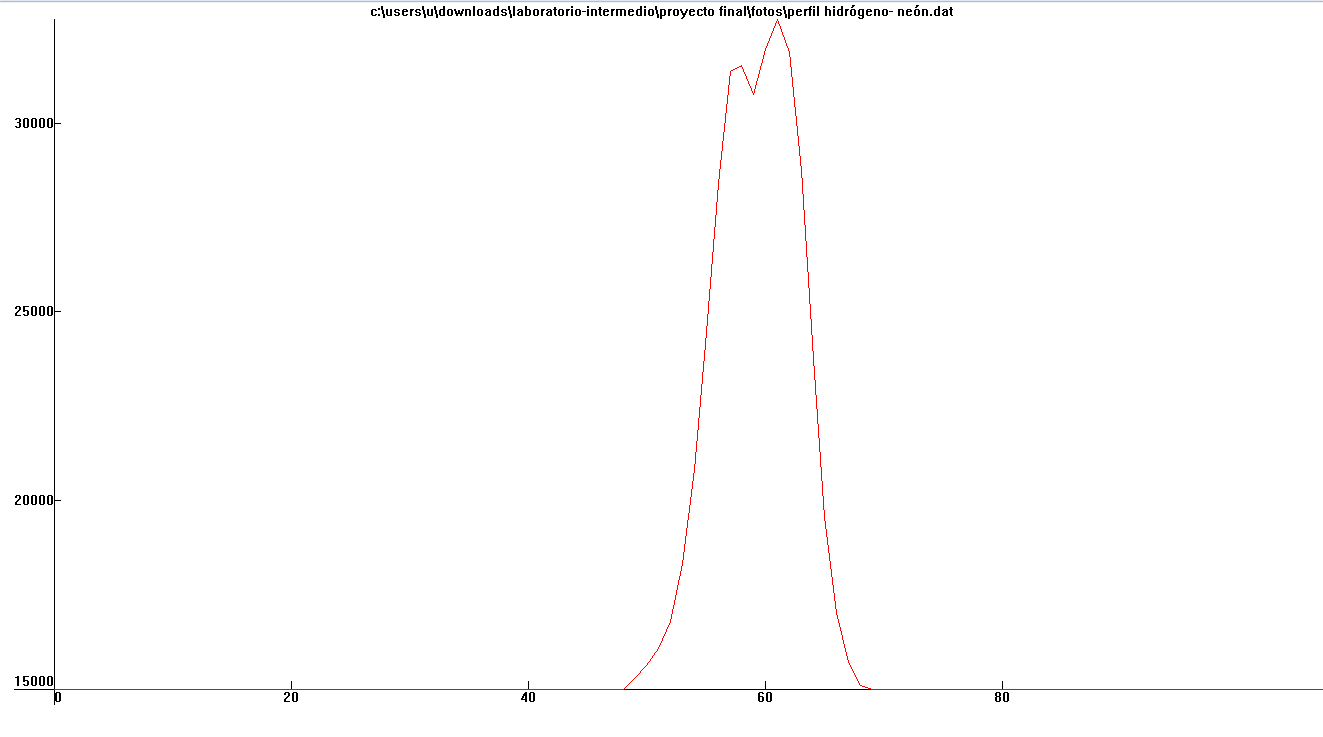 c:\users\u\downloads\laboratorio-intermedio\proyecto final\fotos\perfil hidrógeno- neón.dat
30000
25000
20000
15000
0 20 40 60 80